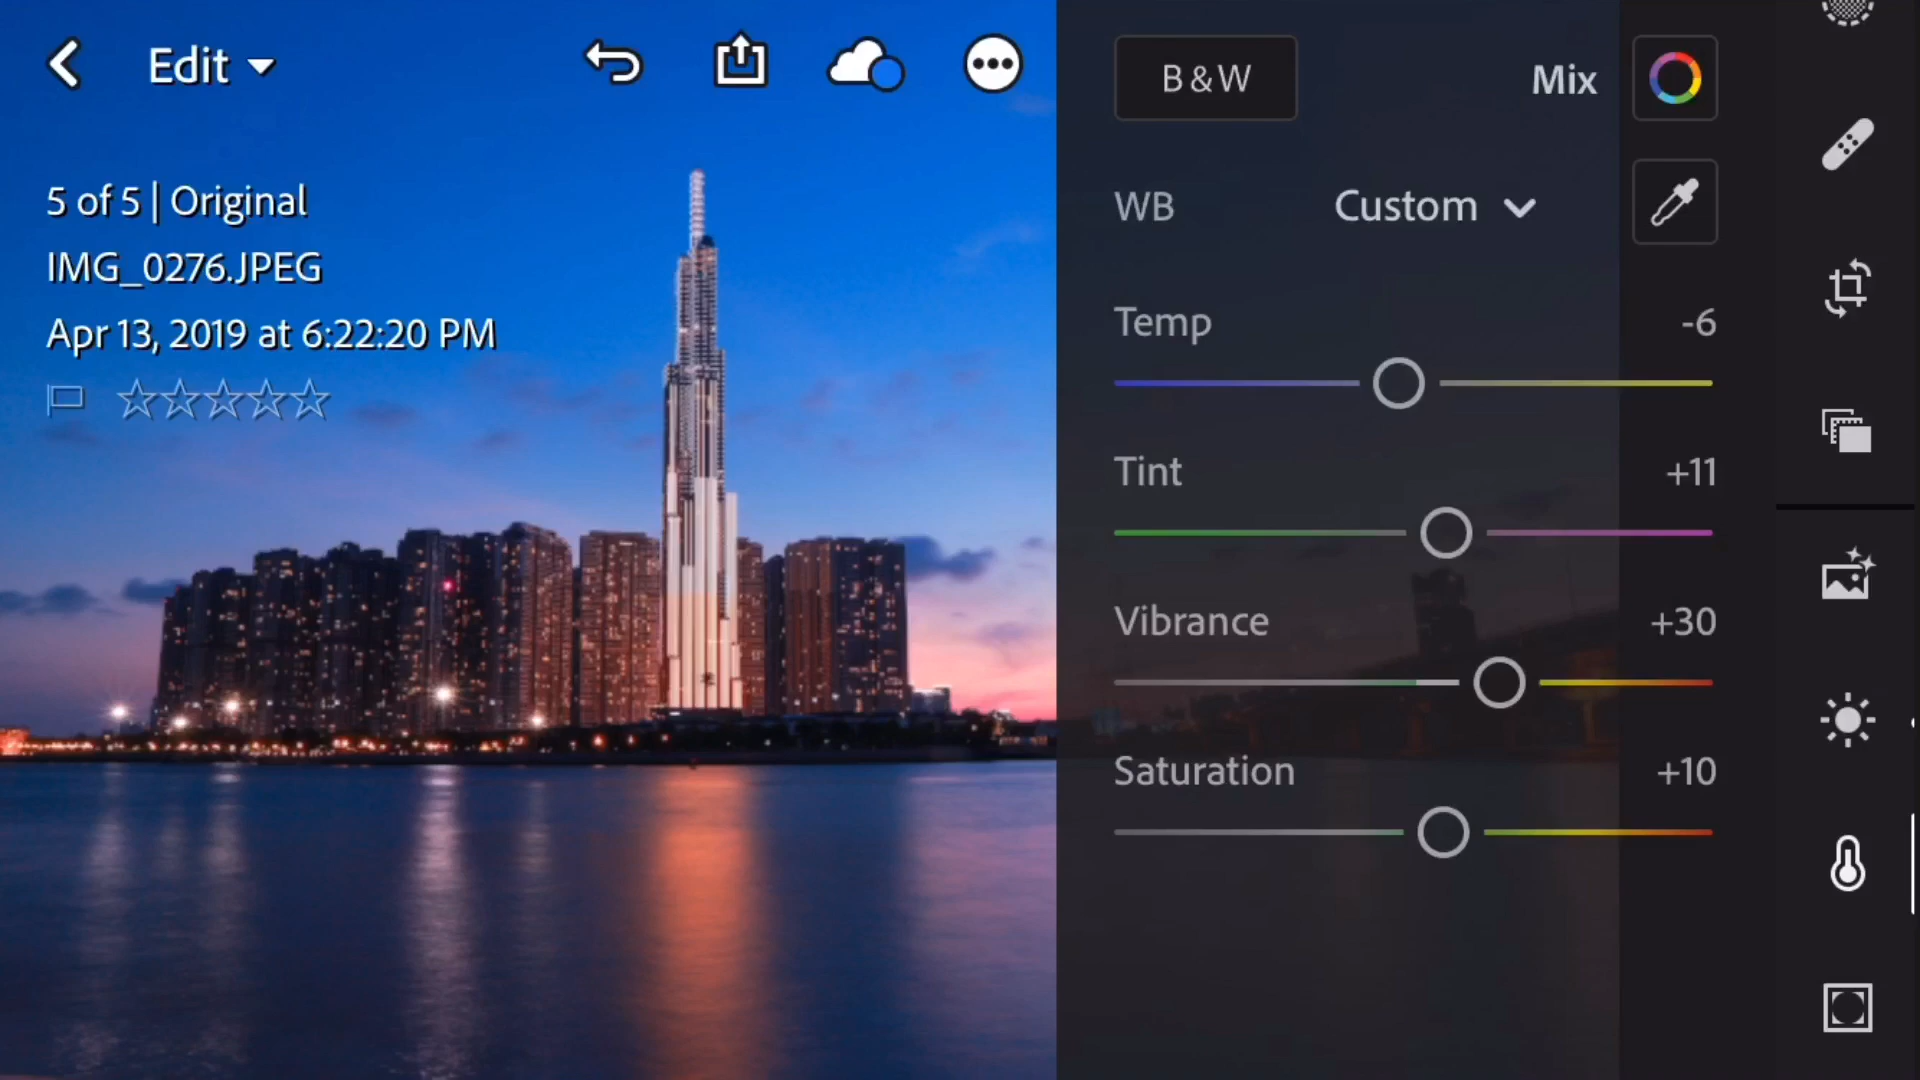 Edit
5 of 5 | Original
IMG_0276.JPEG
Apr 13, 2019 at 6:22:20 PM
B & W
Mix
WB Custom
Temp -6
Tint +11
Vibrance +30
Saturation +10